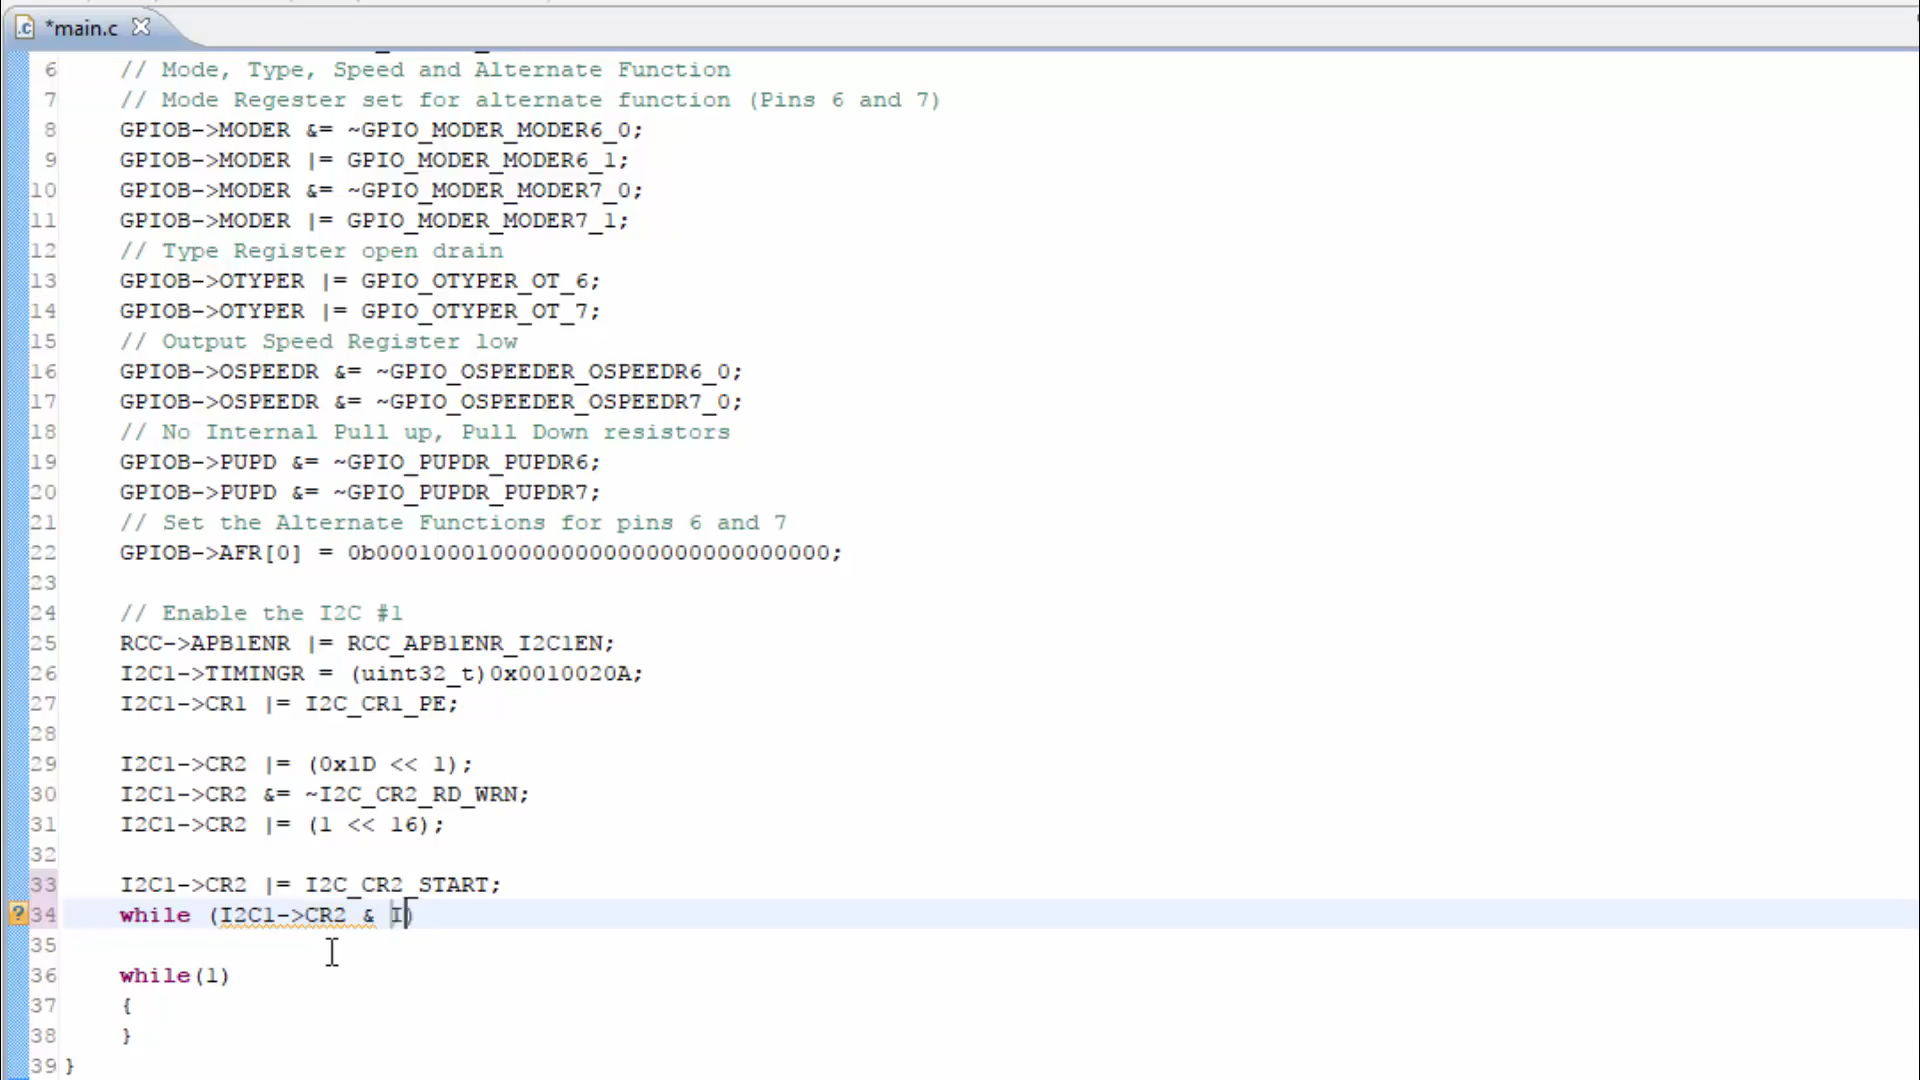 *main.c
6 // Mode, Type, Speed and Alternate Function
7 // Mode Regester set for alternate function (Pins 6 and 7)
8 GPIOB->MODER &= ~GPIO_MODER_MODER6_0;
9 GPIOB->MODER |= GPIO_MODER_MODER6_1;
10 GPIOB->MODER &= ~GPIO_MODER_MODER7_0;
11 GPIOB->MODER |= GPIO_MODER_MODER7_1;
12 // Type Register open drain
13 GPIOB->OTYPER |= GPIO_OTYPER_OT_6;
14 GPIOB->OTYPER |= GPIO_OTYPER_OT_7;
15 // Output Speed Register low
16 GPIOB->OSPEEDR &= ~GPIO_OSPEEDER_OSPEEDR6_0;
17 GPIOB->OSPEEDR &= ~GPIO_OSPEEDER_OSPEEDR7_0;
18 // No Internal Pull up, Pull Down resistors
19 GPIOB->PUPD &= ~GPIO_PUPDR_PUPDR6;
20 GPIOB->PUPD &= ~GPIO_PUPDR_PUPDR7;
21 // Set the Alternate Functions for pins 6 and 7
22 GPIOB->AFR[0] = 0b00010001000000000000000000000000;
23
24 // Enable the I2C #1
25 RCC->APB1ENR |= RCC_APB1ENR_I2C1EN;
26 I2C1->TIMINGR = (uint32_t)0x0010020A;
27 I2C1->CR1 |= I2C_CR1_PE;
28
29 I2C1->CR2 |= (0x1D << 1);
30 I2C1->CR2 &= ~I2C_CR2_RD_WRN;
31 I2C1->CR2 |= (1 << 16);
32
33 I2C1->CR2 |= I2C_CR2_START;
34 while (I2C1->CR2 & I)
35
36 while(1)
37 {
38 }
39 }